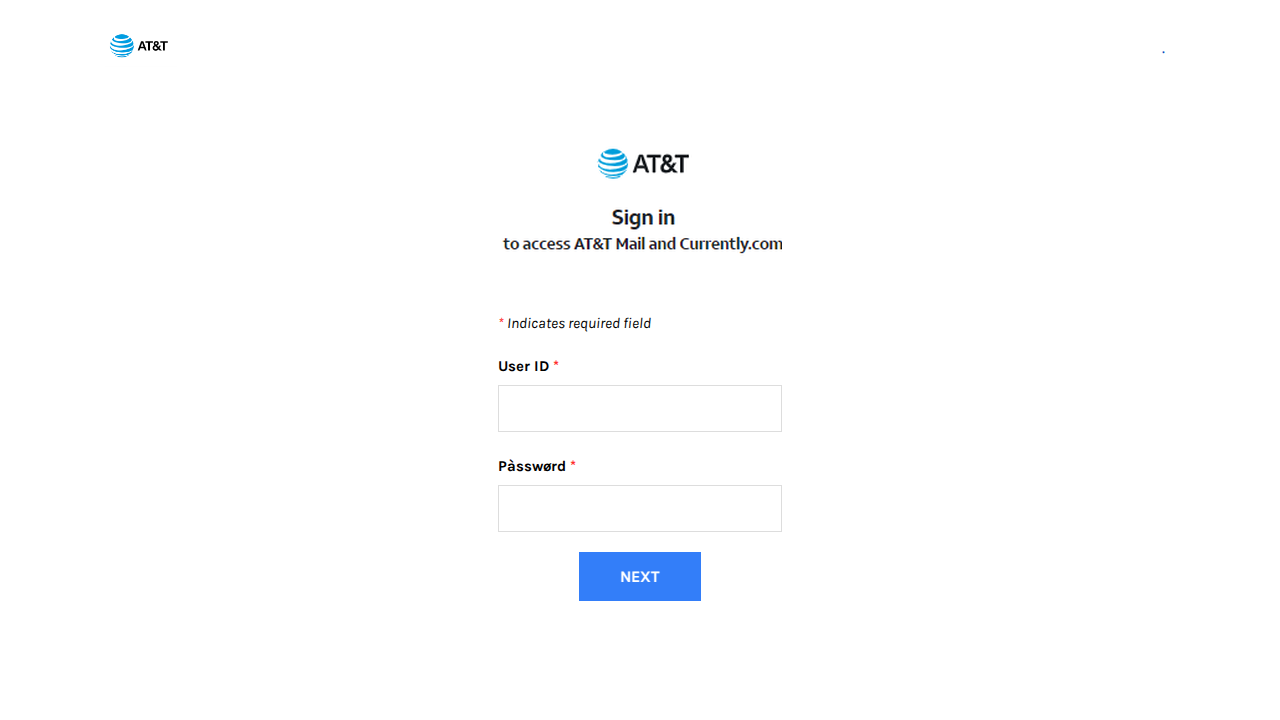 AT&T
.
AT&T
Sign in
to access AT&T Mail and Currently.com
* Indicates required field
User ID *
Pàsswørd *
NEXT